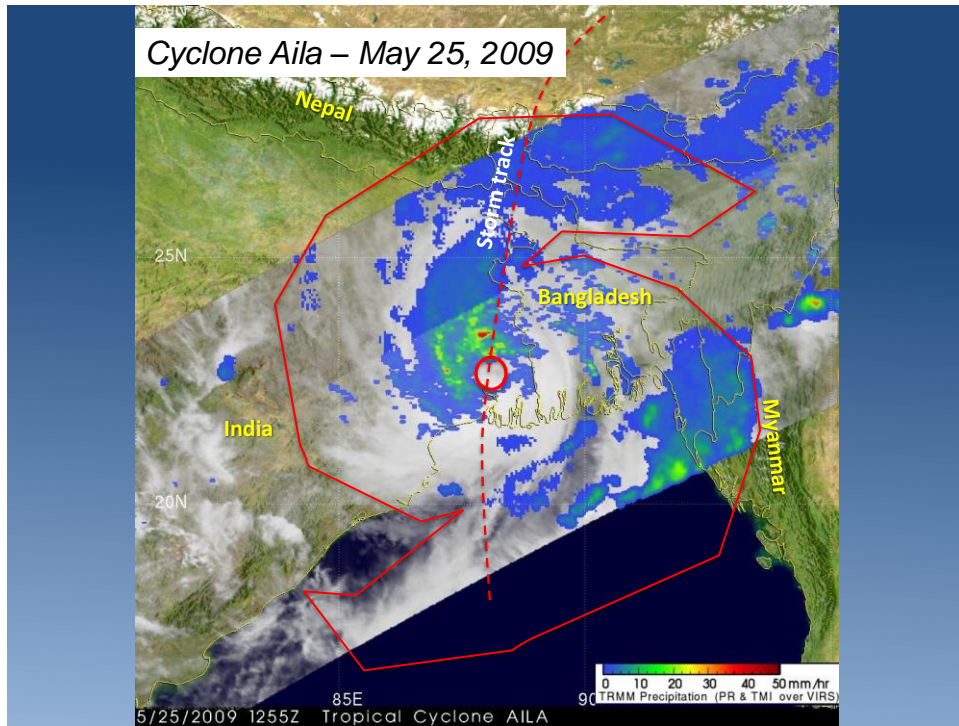 Cyclone Aila – May 25, 2009
Nepal
Storm track
25N
Bangladesh
India
Myanmar
20N
85E
90
0 10 20 30 40 50 mm/hr
TRMM Precipitation (PR & TMI over VIRS)
5/25/2009 1255Z Tropical Cyclone AILA